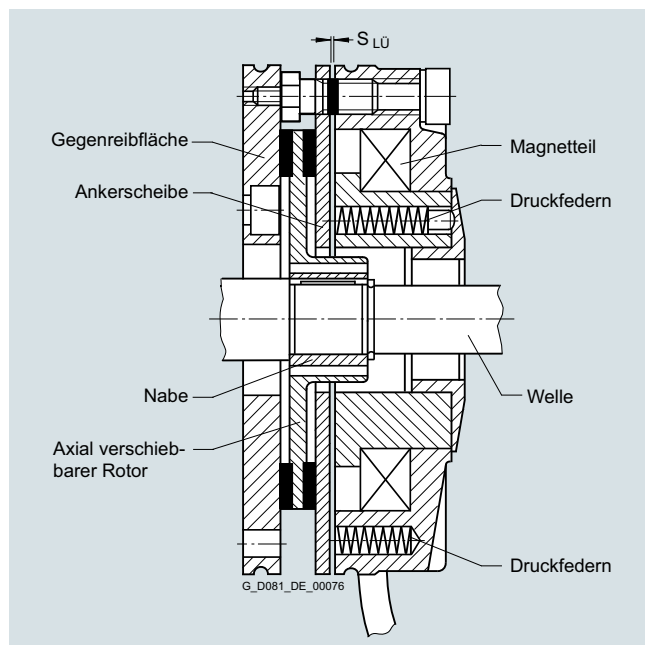 S LÜ
Gegenreibfläche
Magnetteil
Ankerscheibe
Druckfedern
Nabe
Welle
Axial verschieb-
barer Rotor
Druckfedern
G_D081_DE_00076